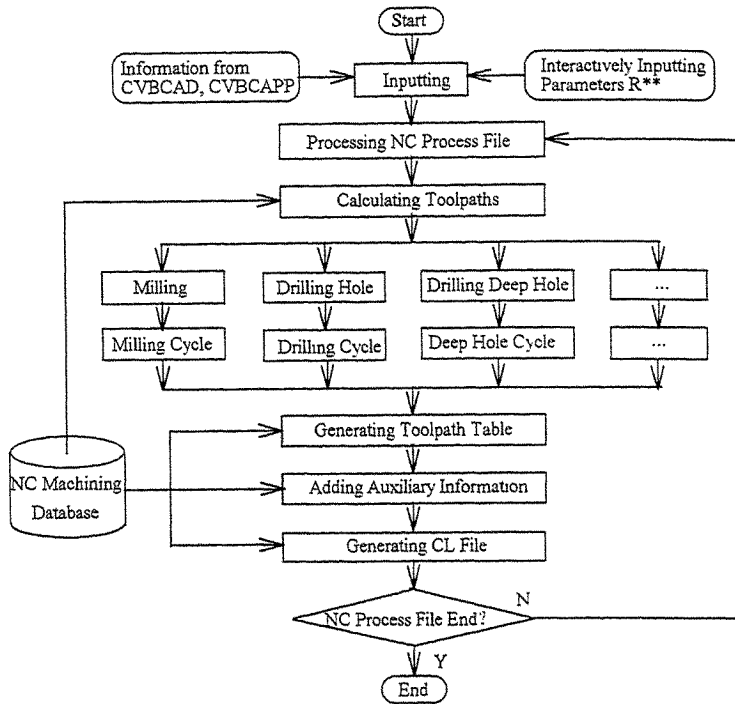 Start
Information from
CVBCAD, CVBCAPP
Inputting
Interactively Inputting
Parameters R**
Processing NC Process File
Calculating Toolpaths
Milling
Drilling Hole
Drilling Deep Hole
...
Milling Cycle
Drilling Cycle
Deep Hole Cycle
...
Generating Toolpath Table
NC Machining
Database
Adding Auxiliary Information
Generating CL File
NC Process File End?
N
Y
End